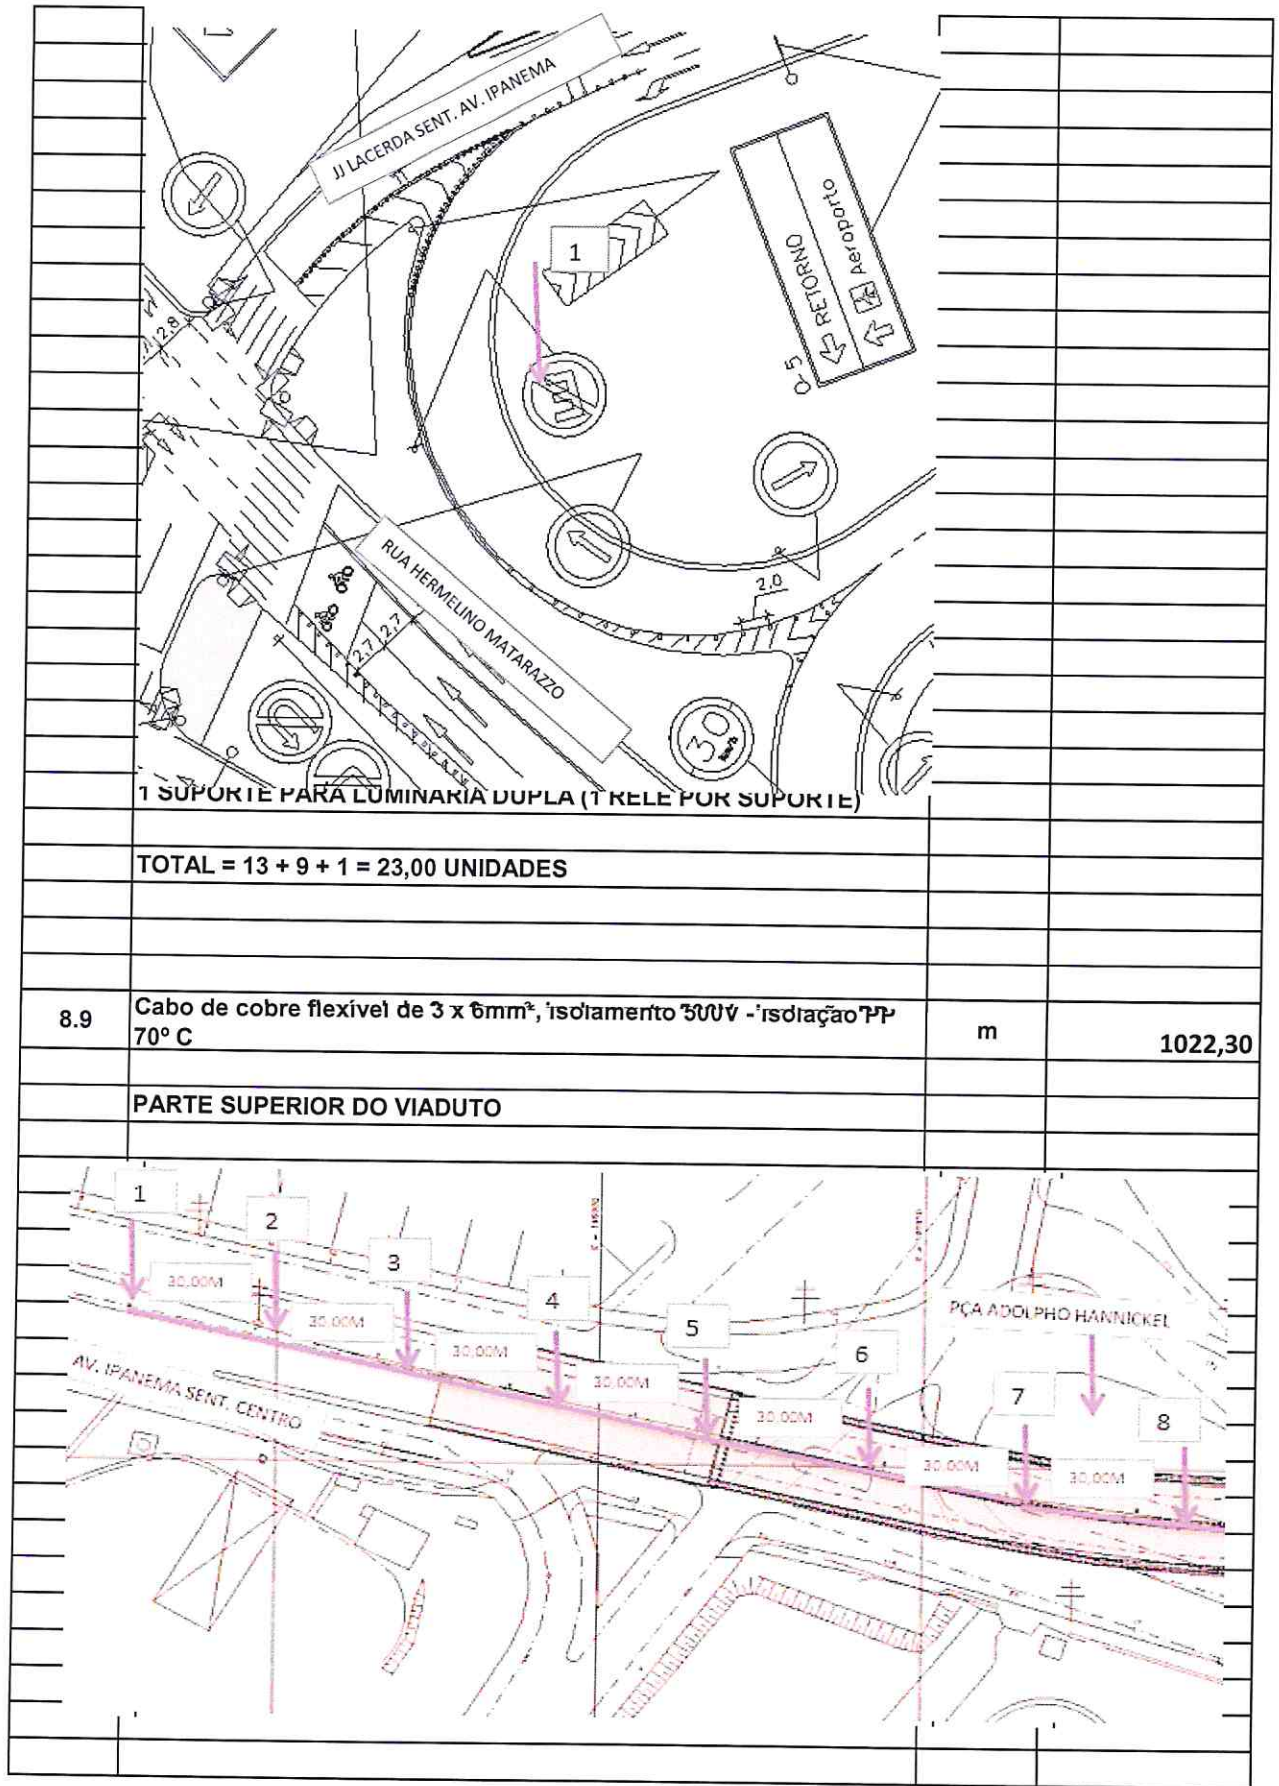 JJ LACERDA SENT. AV. IPANEMA
1
RETORNO
Aeroporto
O-5
2,8
RUA HERMELINO MATARAZZO
2,7
2,7
2,0
30
km/h
1 SUPORTE PARA LUMINÁRIA DUPLA (1 RELE POR SUPORTE)
TOTAL = 13 + 9 + 1 = 23,00 UNIDADES
8.9
Cabo de cobre flexível de 3 x 6mm², isolamento 500V - isolação PP
70º C
m
1022,30
PARTE SUPERIOR DO VIADUTO
1
2
3
4
5
6
7
8
30,00M
30,00M
30,00M
30,00M
30,00M
30,00M
30,00M
PÇA ADOLPHO HANNICKEL
AV. IPANEMA SENT. CENTRO